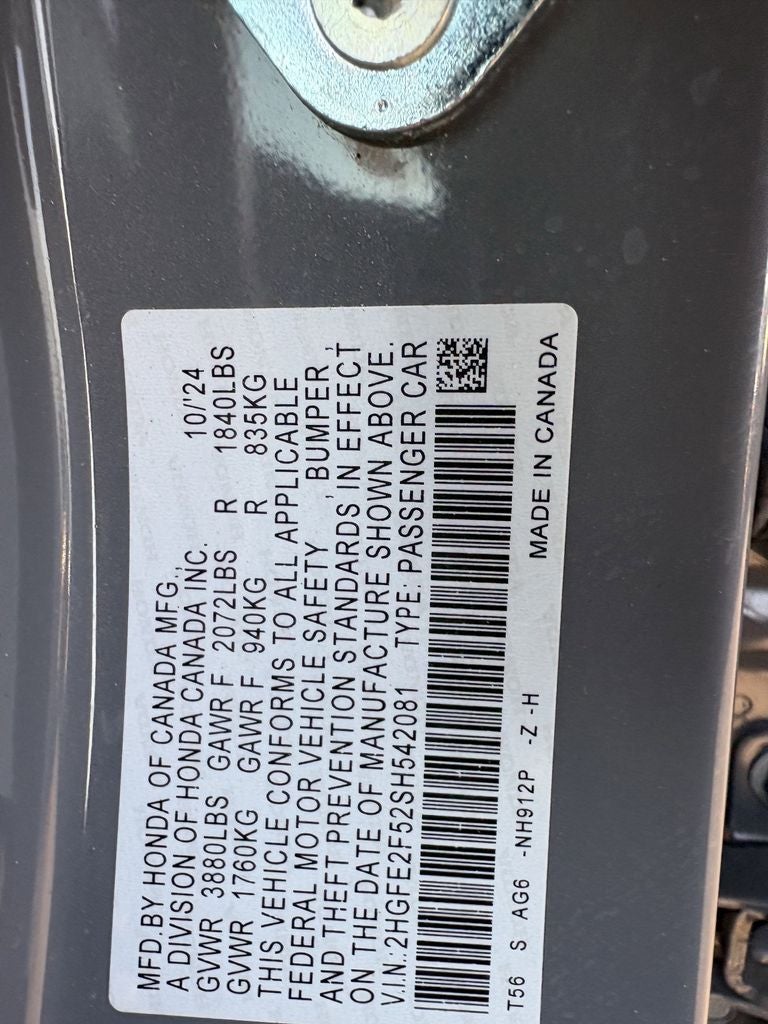 MFD.BY HONDA OF CANADA MFG.,
A DIVISION OF HONDA CANADA INC. 10/'24
GVWR 3880LBS GAWR F 2072LBS R 1840LBS
GVWR 1760KG GAWR F 940KG R 835KG
THIS VEHICLE CONFORMS TO ALL APPLICABLE
FEDERAL MOTOR VEHICLE SAFETY , BUMPER ,
AND THEFT PREVENTION STANDARDS IN EFFECT
ON THE DATE OF MANUFACTURE SHOWN ABOVE.
V.I.N.:2HGFE2F52SH542081 TYPE: PASSENGER CAR
T56 S AG6 -NH912P -Z -H
MADE IN CANADA